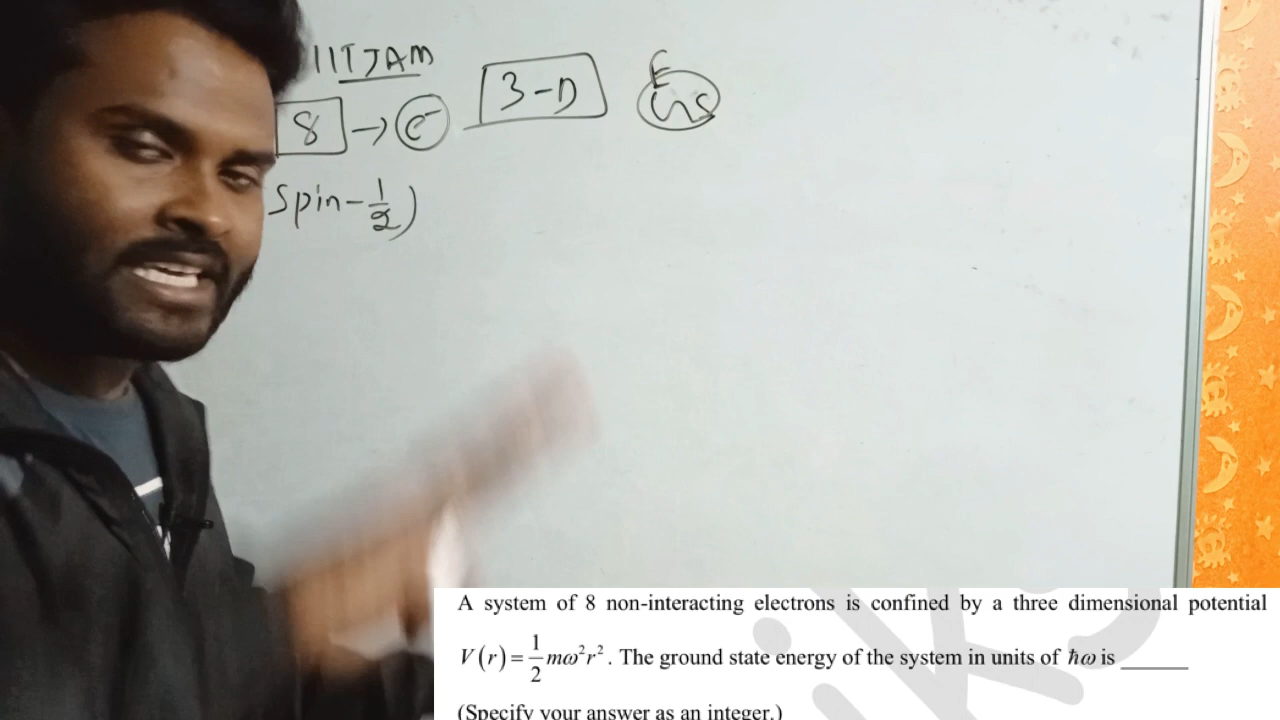 IIT JAM
8 → e⁻ 3-D E
Spin-1/2)
A system of 8 non-interacting electrons is confined by a three dimensional potential
V(r) = 1/2 mω²r². The ground state energy of the system in units of ħω is ______
(Specify your answer as an integer.)